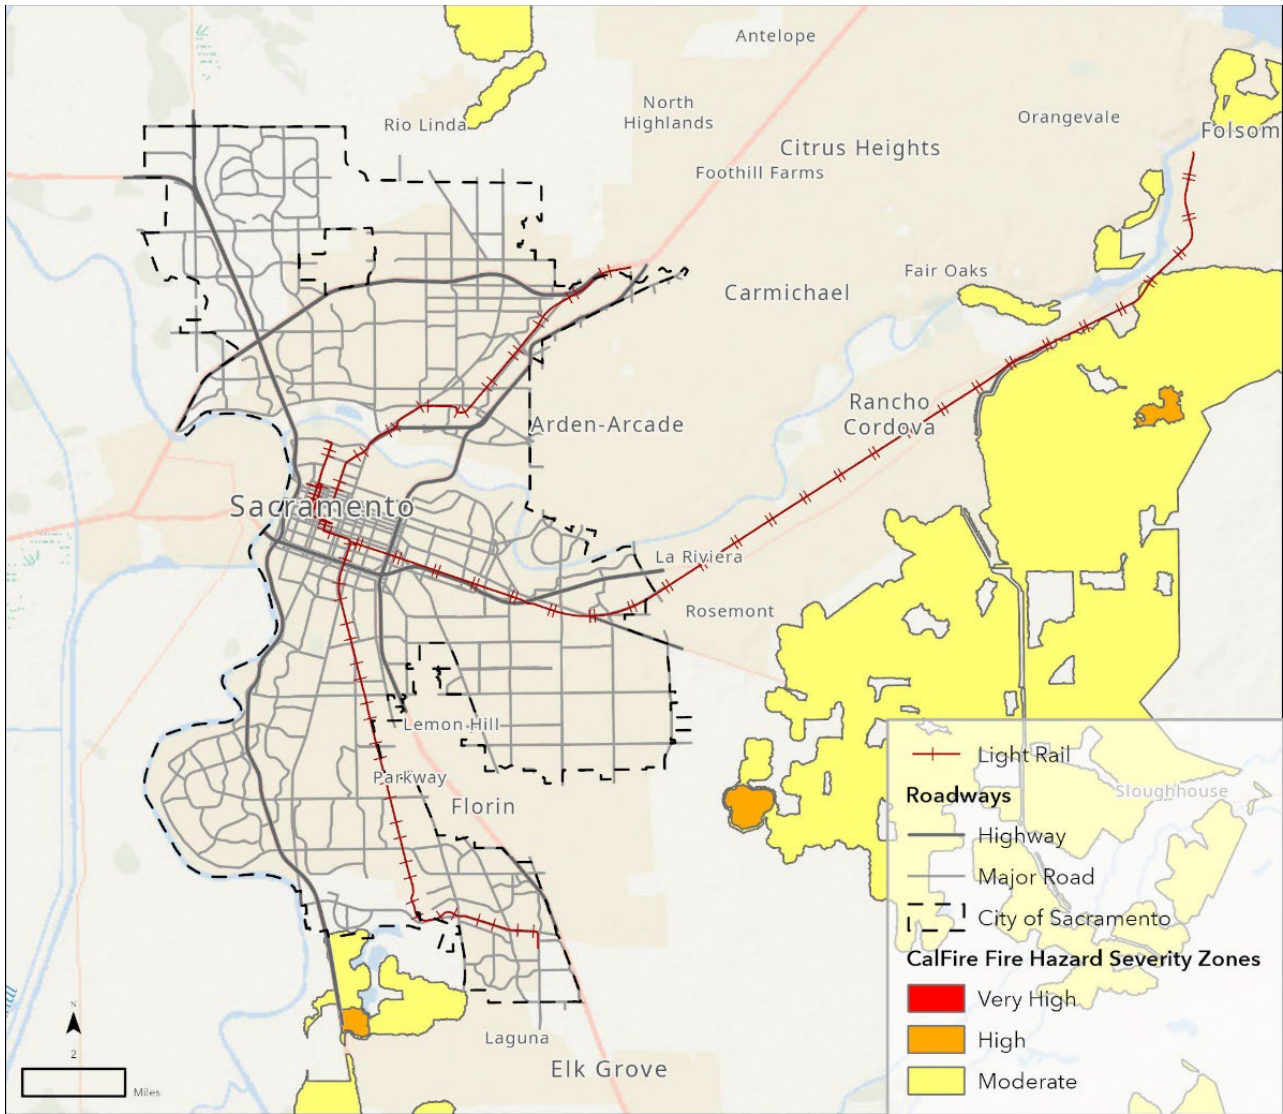 Antelope
North
Highlands
Orangevale
Rio Linda
Folsom
Citrus Heights
Foothill Farms
Fair Oaks
Carmichael
Rancho
Cordova
Arden-Arcade
Sacramento
La Riviera
Rosemont
Lemon Hill
Parkway
Florin
Laguna
Elk Grove
Sloughhouse
Light Rail
Roadways
Highway
Major Road
City of Sacramento
CalFire Fire Hazard Severity Zones
Very High
High
Moderate
N
2
Miles